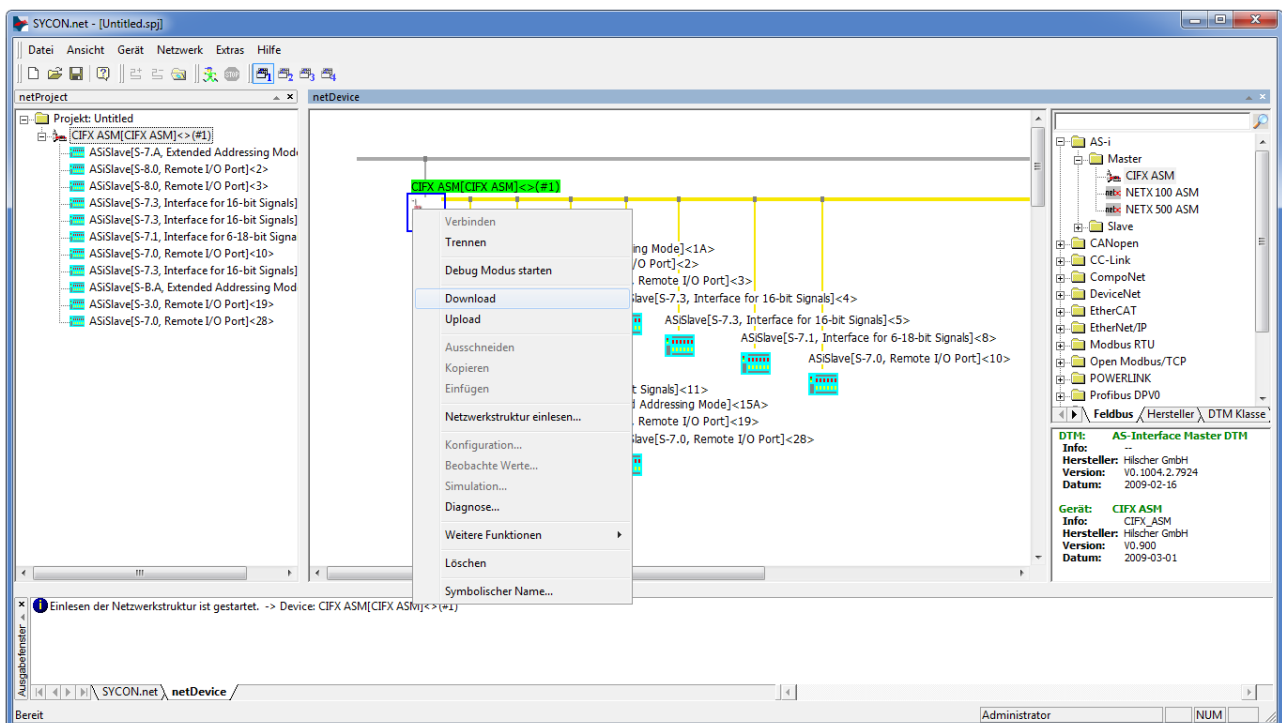 SYCON.net - [Untitled.spj]
Datei Ansicht Gerät Netzwerk Extras Hilfe
netProject
Projekt: Untitled
CIFX ASM[CIFX ASM]<>(#1)
ASiSlave[S-7.A, Extended Addressing Mod
ASiSlave[S-8.0, Remote I/O Port]<2>
ASiSlave[S-8.0, Remote I/O Port]<3>
ASiSlave[S-7.3, Interface for 16-bit Signals]
ASiSlave[S-7.3, Interface for 16-bit Signals]
ASiSlave[S-7.1, Interface for 6-18-bit Signa
ASiSlave[S-7.0, Remote I/O Port]<10>
ASiSlave[S-7.3, Interface for 16-bit Signals]
ASiSlave[S-B.A, Extended Addressing Mod
ASiSlave[S-3.0, Remote I/O Port]<19>
ASiSlave[S-7.0, Remote I/O Port]<28>
netDevice
CIFX ASM[CIFX ASM]<>(#1)
Verbinden
Trennen
Debug Modus starten
Download
Upload
Ausschneiden
Kopieren
Einfügen
Netzwerkstruktur einlesen...
Konfiguration...
Beobachte Werte...
Simulation...
Diagnose...
Weitere Funktionen
Löschen
Symbolischer Name...
ing Mode]<1A>
/O Port]<2>
, Remote I/O Port]<3>
lave[S-7.3, Interface for 16-bit Signals]<4>
ASiSlave[S-7.3, Interface for 16-bit Signals]<5>
ASiSlave[S-7.1, Interface for 6-18-bit Signals]<8>
ASiSlave[S-7.0, Remote I/O Port]<10>
t Signals]<11>
d Addressing Mode]<15A>
, Remote I/O Port]<19>
lave[S-7.0, Remote I/O Port]<28>
AS-i
Master
CIFX ASM
NETX 100 ASM
NETX 500 ASM
Slave
CANopen
CC-Link
CompoNet
DeviceNet
EtherCAT
EtherNet/IP
Modbus RTU
Open Modbus/TCP
POWERLINK
Profibus DPV0
Feldbus Hersteller DTM Klasse
DTM: AS-Interface Master DTM
Info: --
Hersteller: Hilscher GmbH
Version: V0.1004.2.7924
Datum: 2009-02-16
Gerät: CIFX ASM
Info: CIFX_ASM
Hersteller: Hilscher GmbH
Version: V0.900
Datum: 2009-03-01
Einlesen der Netzwerkstruktur ist gestartet. -> Device: CIFX ASM[CIFX ASM]<>(#1)
Ausgabefenster
SYCON.net netDevice
Bereit Administrator NUM